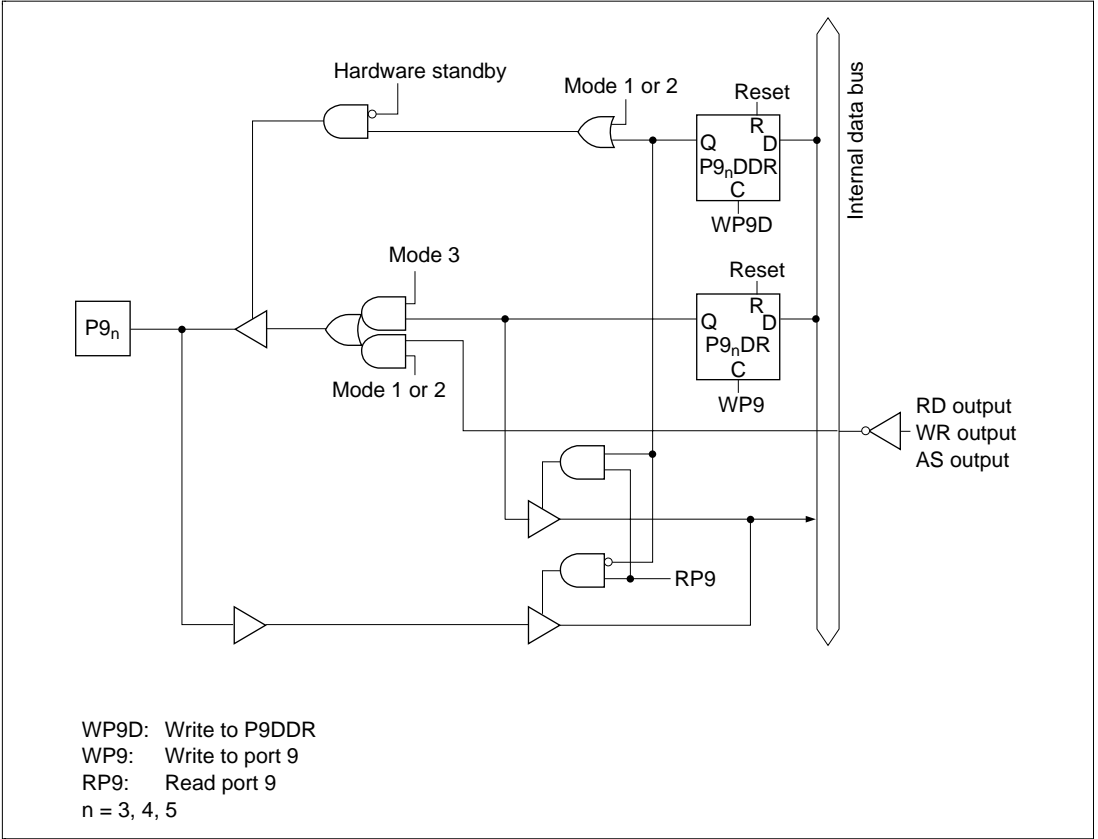 Hardware standby
Mode 1 or 2
Reset
R
Q
D
P9nDDR
C
WP9D
Internal data bus
Mode 3
Reset
R
Q
D
P9nDR
C
WP9
P9n
Mode 1 or 2
RD output
WR output
AS output
RP9
WP9D: Write to P9DDR
WP9: Write to port 9
RP9: Read port 9
n = 3, 4, 5